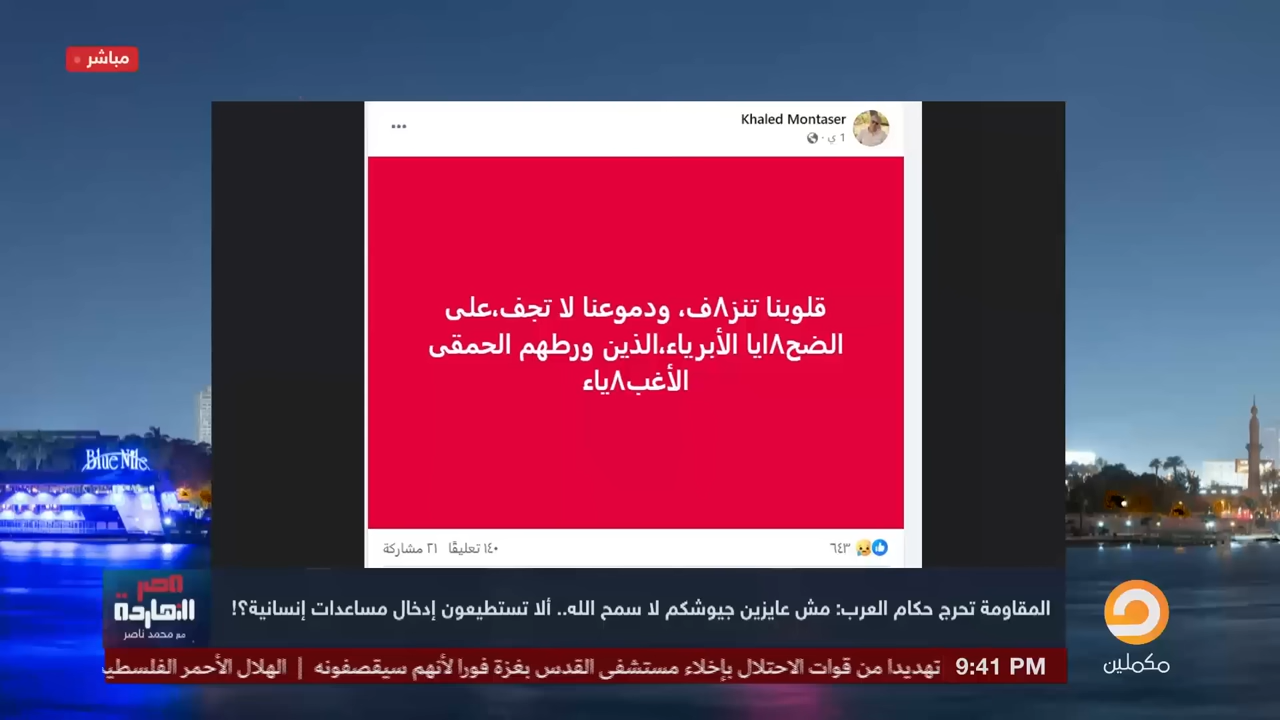 مباشر
Khaled Montaser
1 ي
قلوبنا تنز٨ف، ودموعنا لا تجف،على
الضح٨ايا الأبرياء،الذين ورطهم الحمقى
الأغب٨ياء
٦٤٣
١٤٠ تعليقًا ٢١ مشاركة
Blue Nile
مصر
النهاردة
مع محمد ناصر
المقاومة تحرج حكام العرب: مش عايزين جيوشكم لا سمح الله.. ألا تستطيعون إدخال مساعدات إنسانية؟!
مكملين
9:41 PM
تهديدا من قوات الاحتلال بإخلاء مستشفى القدس بغزة فورا لأنهم سيقصفونه | الهلال الأحمر الفلسطي